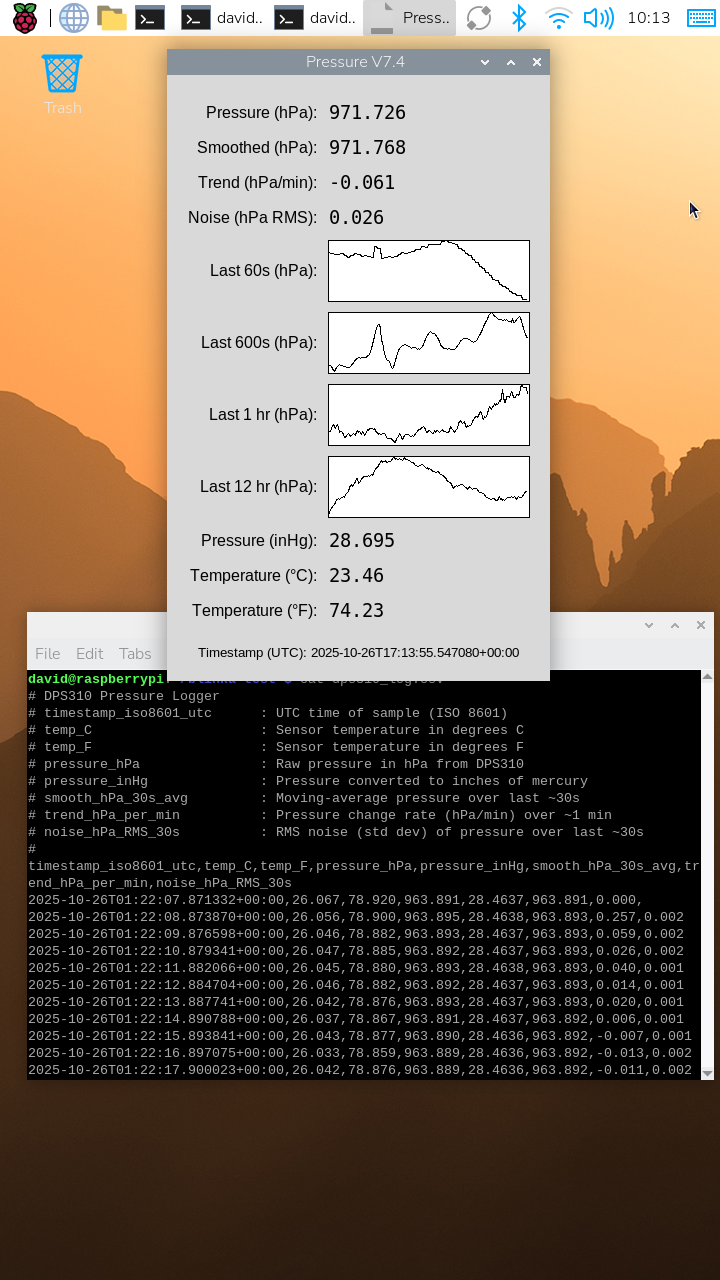 david..
david..
Press..
10:13
Trash
Pressure V7.4
Pressure (hPa): 971.726
Smoothed (hPa): 971.768
Trend (hPa/min): -0.061
Noise (hPa RMS): 0.026
Last 60s (hPa):
Last 600s (hPa):
Last 1 hr (hPa):
Last 12 hr (hPa):
Pressure (inHg): 28.695
Temperature (°C): 23.46
Temperature (°F): 74.23
Timestamp (UTC): 2025-10-26T17:13:55.547080+00:00
File Edit Tabs
david@raspberrypi
# DPS310 Pressure Logger
# timestamp_iso8601_utc : UTC time of sample (ISO 8601)
# temp_C : Sensor temperature in degrees C
# temp_F : Sensor temperature in degrees F
# pressure_hPa : Raw pressure in hPa from DPS310
# pressure_inHg : Pressure converted to inches of mercury
# smooth_hPa_30s_avg : Moving-average pressure over last ~30s
# trend_hPa_per_min : Pressure change rate (hPa/min) over ~1 min
# noise_hPa_RMS_30s : RMS noise (std dev) of pressure over last ~30s
#
timestamp_iso8601_utc,temp_C,temp_F,pressure_hPa,pressure_inHg,smooth_hPa_30s_avg,tr
end_hPa_per_min,noise_hPa_RMS_30s
2025-10-26T01:22:07.871332+00:00,26.067,78.920,963.891,28.4637,963.891,0.000,
2025-10-26T01:22:08.873870+00:00,26.056,78.900,963.895,28.4638,963.893,0.257,0.002
2025-10-26T01:22:09.876598+00:00,26.046,78.882,963.893,28.4637,963.893,0.059,0.002
2025-10-26T01:22:10.879341+00:00,26.047,78.885,963.892,28.4637,963.893,0.026,0.002
2025-10-26T01:22:11.882066+00:00,26.045,78.880,963.893,28.4638,963.893,0.040,0.001
2025-10-26T01:22:12.884704+00:00,26.046,78.882,963.892,28.4637,963.893,0.014,0.001
2025-10-26T01:22:13.887741+00:00,26.042,78.876,963.893,28.4637,963.893,0.020,0.001
2025-10-26T01:22:14.890788+00:00,26.037,78.867,963.891,28.4637,963.892,0.006,0.001
2025-10-26T01:22:15.893841+00:00,26.043,78.877,963.890,28.4636,963.892,-0.007,0.001
2025-10-26T01:22:16.897075+00:00,26.033,78.859,963.889,28.4636,963.892,-0.013,0.002
2025-10-26T01:22:17.900023+00:00,26.042,78.876,963.889,28.4636,963.892,-0.011,0.002